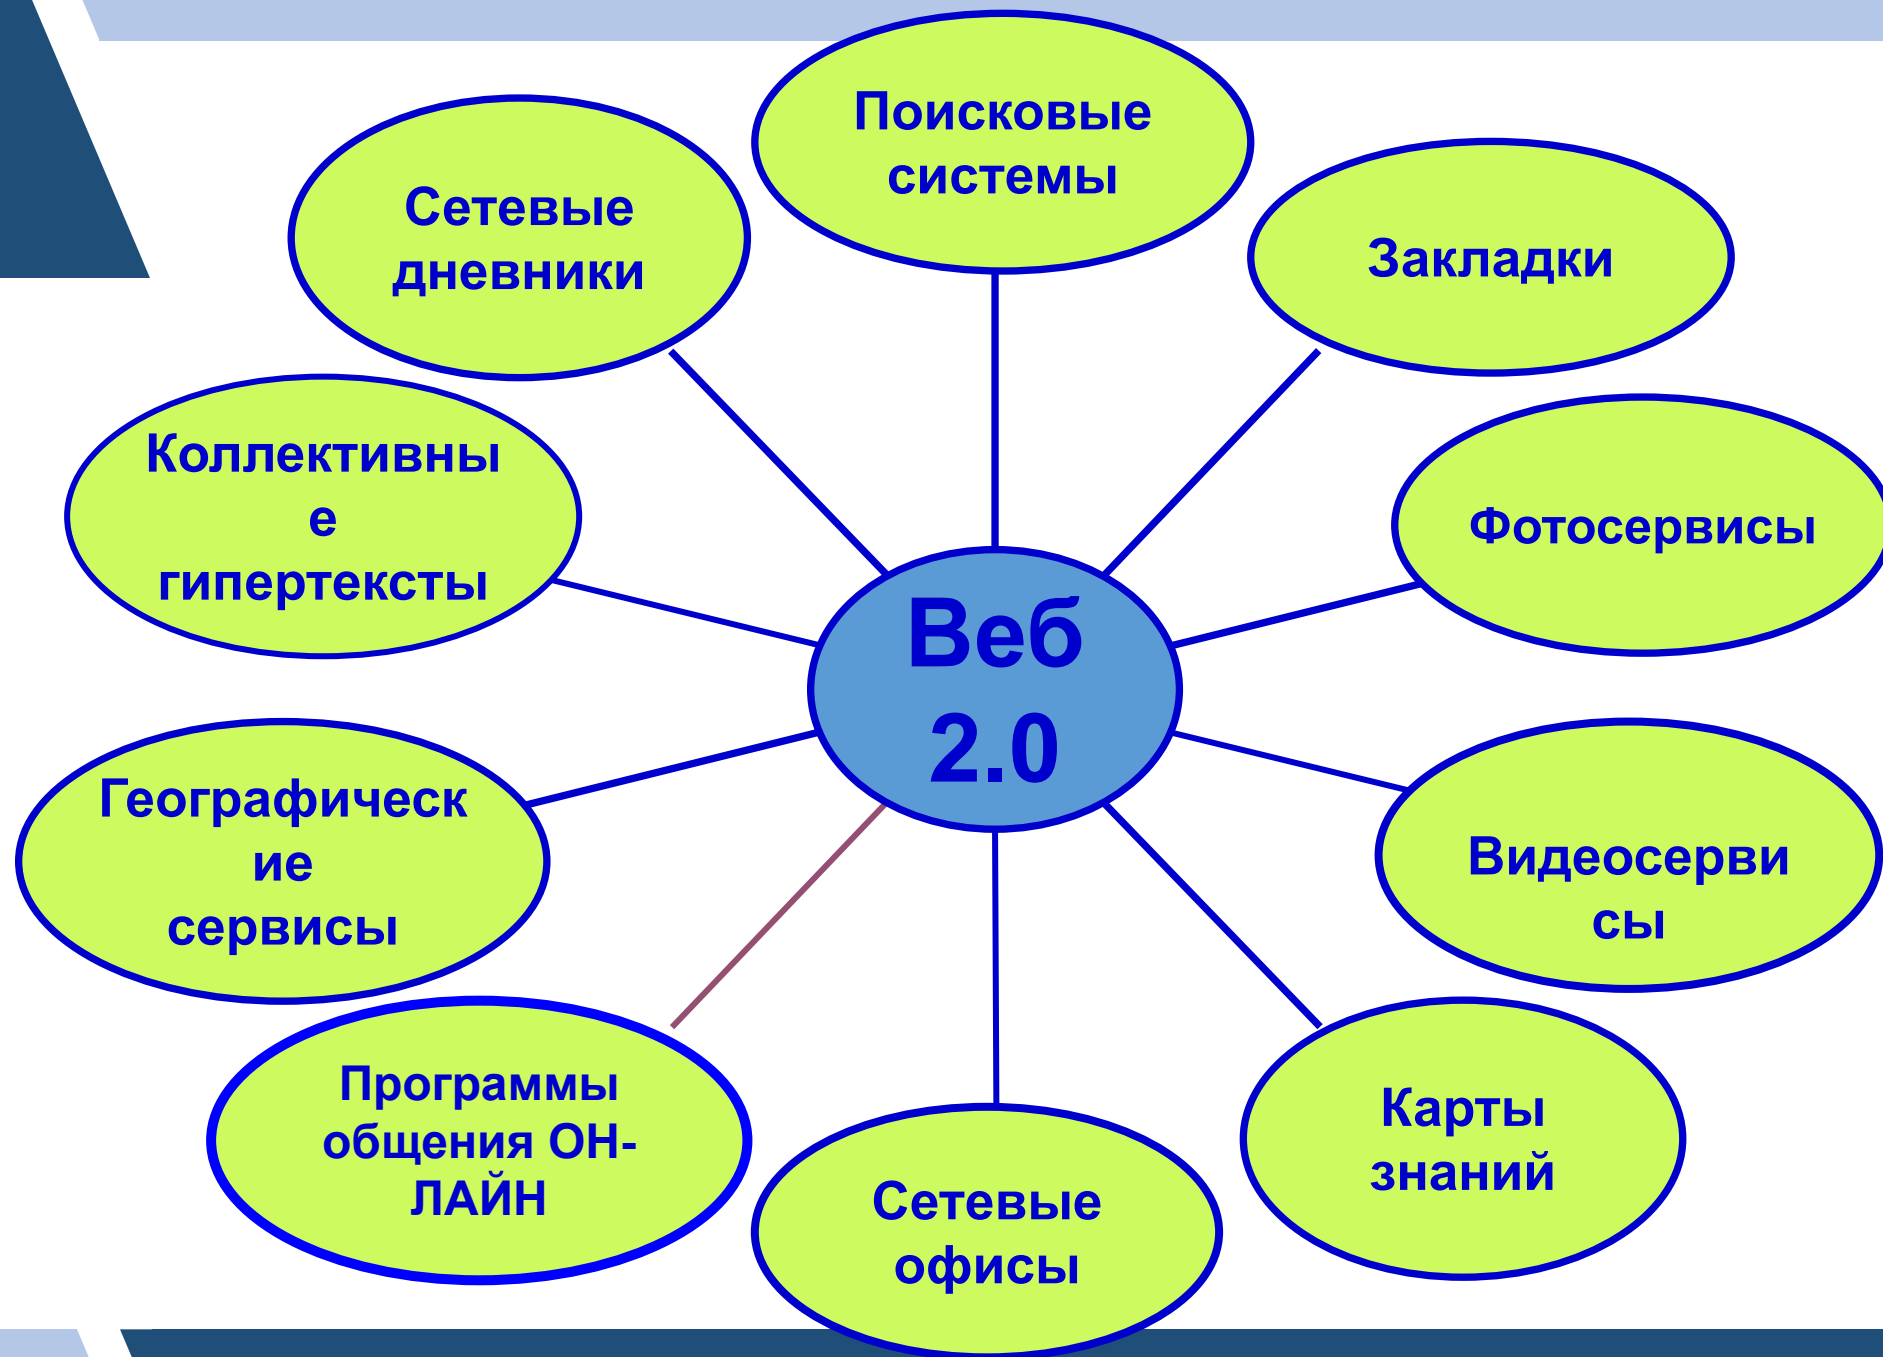 Поисковые
системы
Сетевые
дневники
Закладки
Коллективны
е
гипертексты
Фотосервисы
Веб
2.0
Географическ
ие
сервисы
Видеосерви
сы
Программы
общения ОН-
ЛАЙН
Карты
знаний
Сетевые
офисы